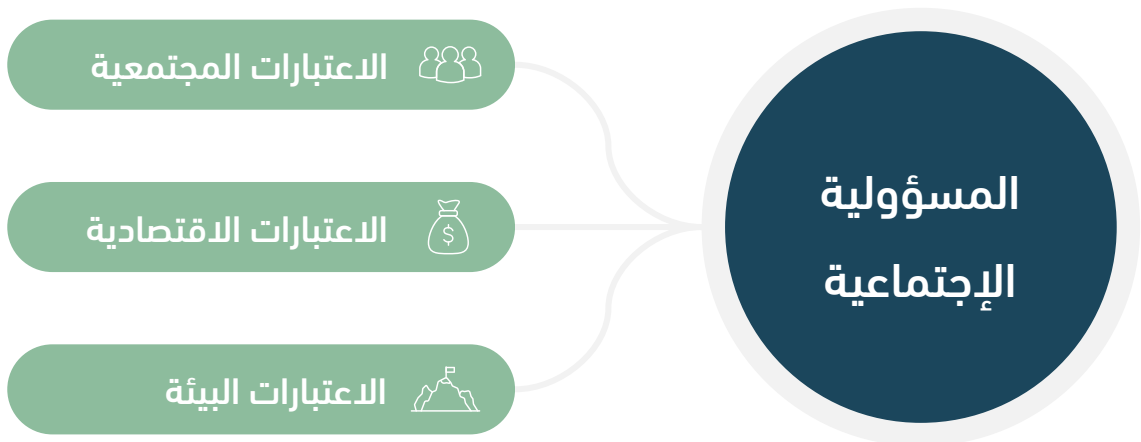 المسؤولية
الإجتماعية
الاعتبارات المجتمعية
الاعتبارات الاقتصادية
$
الاعتبارات البيئة